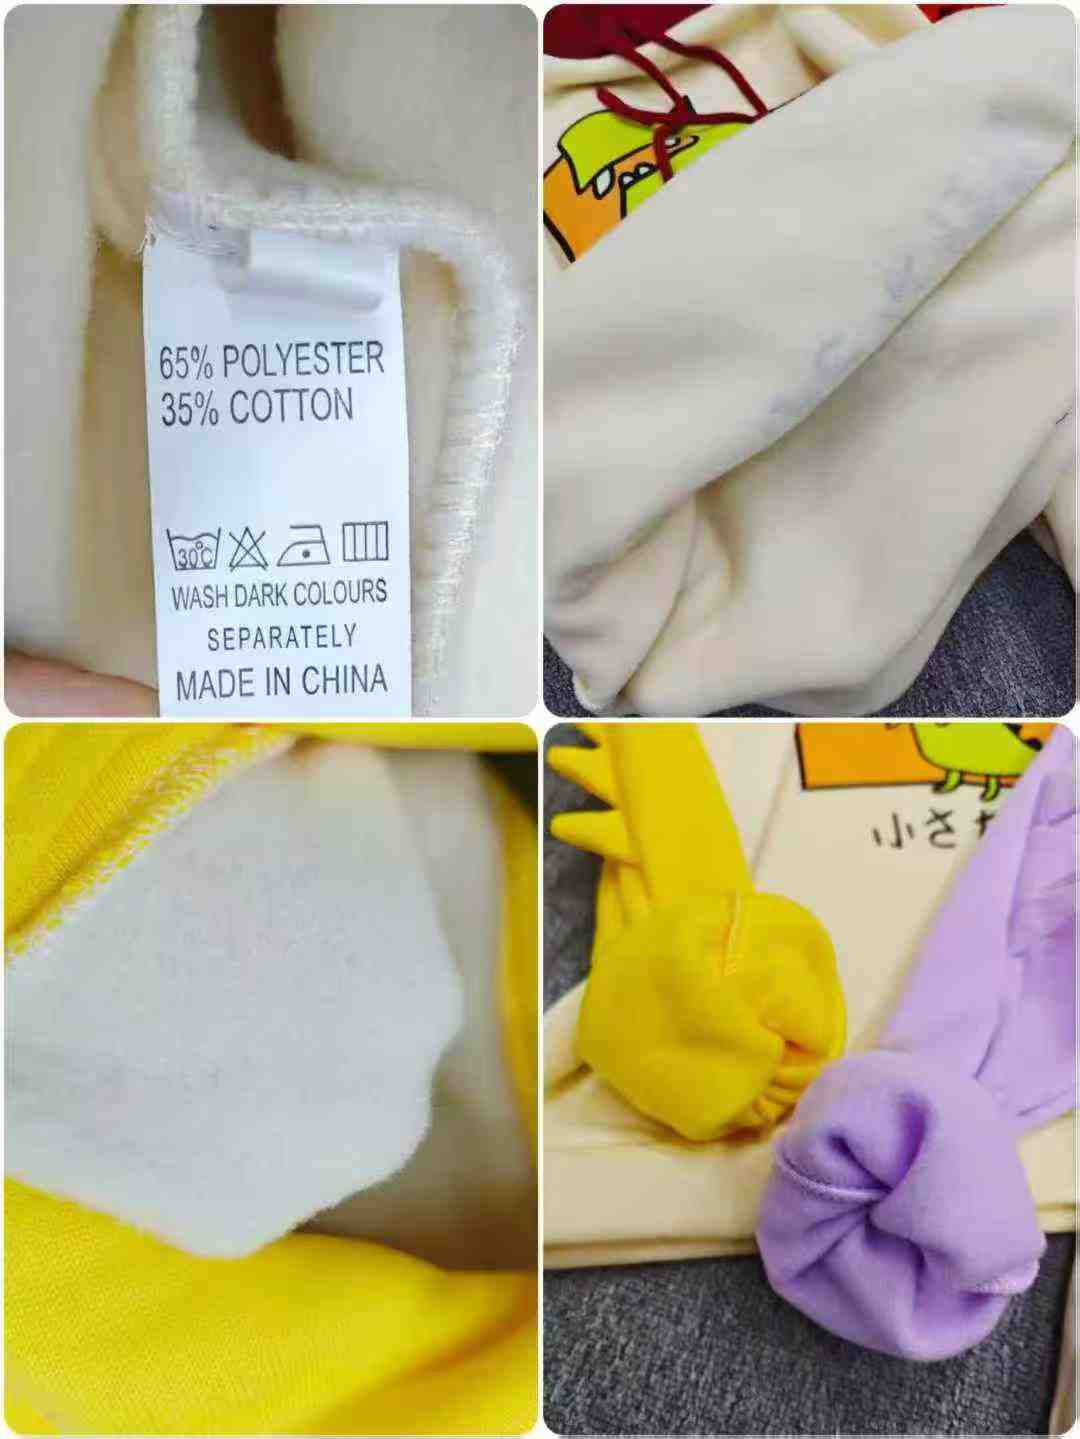 65% POLYESTER
35% COTTON
30℃
WASH DARK COLOURS
SEPARATELY
MADE IN CHINA
小さ